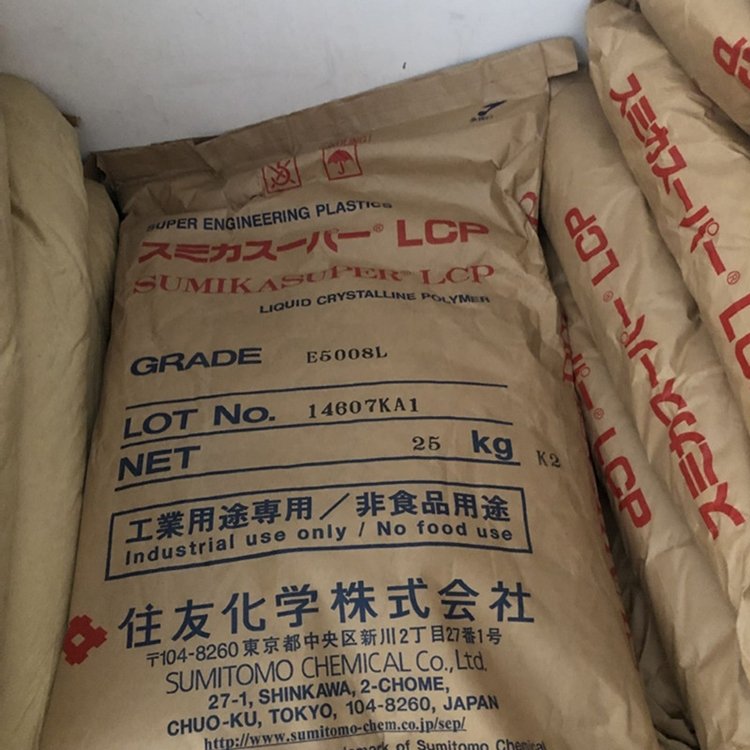 SUPER ENGINEERING PLASTICS
スミカスーパー® LCP
SUMIKASUPER® LCP
LIQUID CRYSTALLINE POLYMER
GRADE E5008L
LOT No. 14607KA1
NET 25 kg K2
工業用途専用/非食品用途
Industrial use only / No food use
住友化学株式会社
〒104-8260 東京都中央区新川2丁目27番1号
SUMITOMO CHEMICAL Co., Ltd.
27-1, SHINKAWA, 2-CHOME,
CHUO-KU, TOKYO, 104-8260, JAPAN
http://www.sumitomo-chem.co.jp/sep/
mark of Sumitomo Chemical
スミカスーパー® LCP
スミカスーパー® LC